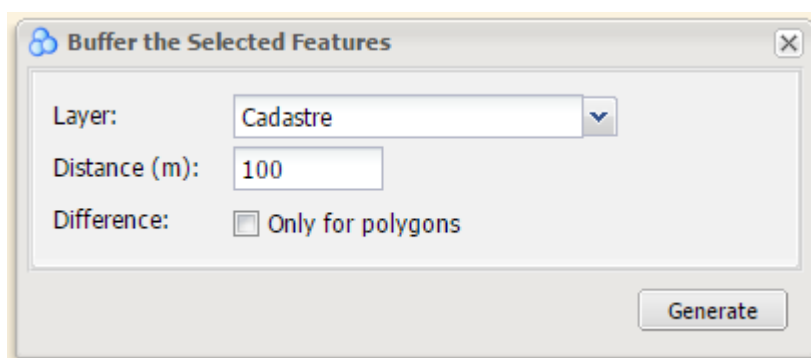 Buffer the Selected Features
Layer: Cadastre
Distance (m): 100
Difference: Only for polygons
Generate